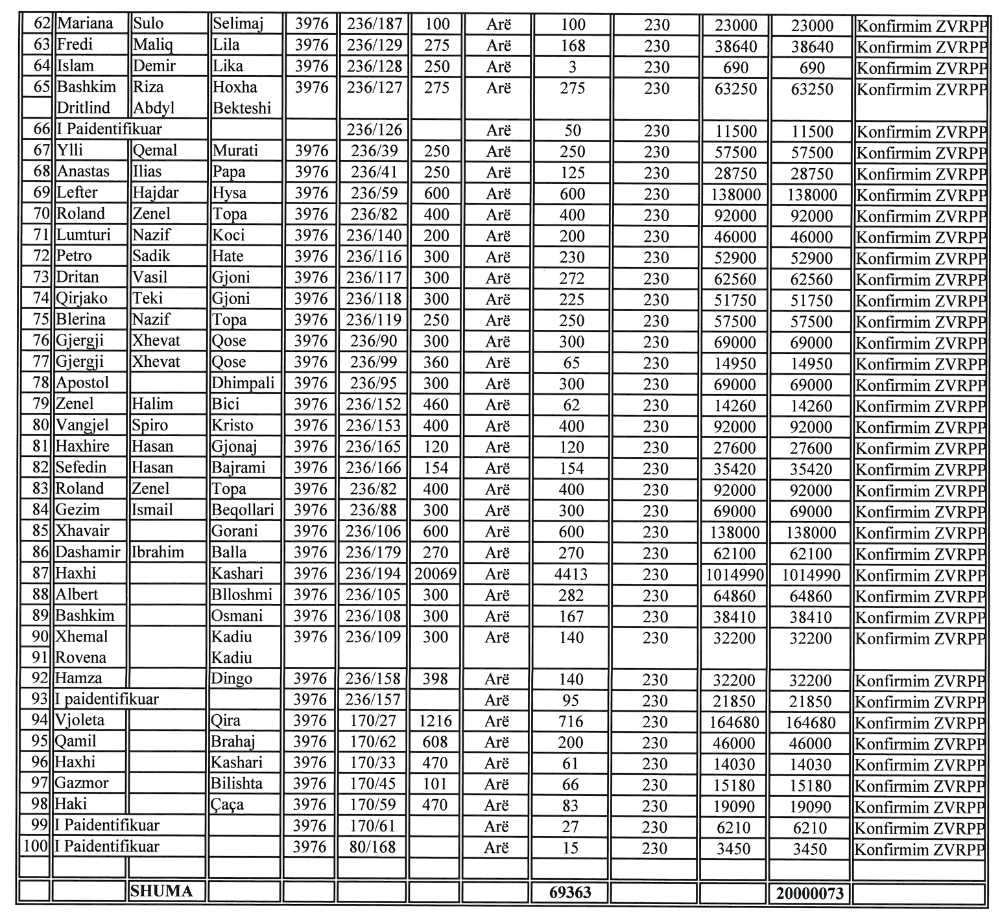 62 Mariana Sulo Selimaj 3976 236/187 100 Arë 100 230 23000 23000 Konfirmim ZVRPP
63 Fredi Maliq Lila 3976 236/129 275 Arë 168 230 38640 38640 Konfirmim ZVRPP
64 Islam Demir Lika 3976 236/128 250 Arë 3 230 690 690 Konfirmim ZVRPP
65 Bashkim Riza Hoxha 3976 236/127 275 Arë 275 230 63250 63250 Konfirmim ZVRPP
Dritlind Abdyl Bekteshi
66 I Paidentifikuar 236/126 Arë 50 230 11500 11500 Konfirmim ZVRPP
67 Ylli Qemal Murati 3976 236/39 250 Arë 250 230 57500 57500 Konfirmim ZVRPP
68 Anastas Ilias Papa 3976 236/41 250 Arë 125 230 28750 28750 Konfirmim ZVRPP
69 Lefter Hajdar Hysa 3976 236/59 600 Arë 600 230 138000 138000 Konfirmim ZVRPP
70 Roland Zenel Topa 3976 236/82 400 Arë 400 230 92000 92000 Konfirmim ZVRPP
71 Lumturi Nazif Koci 3976 236/140 200 Arë 200 230 46000 46000 Konfirmim ZVRPP
72 Petro Sadik Hate 3976 236/116 300 Arë 230 230 52900 52900 Konfirmim ZVRPP
73 Dritan Vasil Gjoni 3976 236/117 300 Arë 272 230 62560 62560 Konfirmim ZVRPP
74 Qirjako Teki Gjoni 3976 236/118 300 Arë 225 230 51750 51750 Konfirmim ZVRPP
75 Blerina Nazif Topa 3976 236/119 250 Arë 250 230 57500 57500 Konfirmim ZVRPP
76 Gjergji Xhevat Qose 3976 236/90 300 Arë 300 230 69000 69000 Konfirmim ZVRPP
77 Gjergji Xhevat Qose 3976 236/99 360 Arë 65 230 14950 14950 Konfirmim ZVRPP
78 Apostol Dhimpali 3976 236/95 300 Arë 300 230 69000 69000 Konfirmim ZVRPP
79 Zenel Halim Bici 3976 236/152 460 Arë 62 230 14260 14260 Konfirmim ZVRPP
80 Vangjel Spiro Kristo 3976 236/153 400 Arë 400 230 92000 92000 Konfirmim ZVRPP
81 Haxhire Hasan Gjonaj 3976 236/165 120 Arë 120 230 27600 27600 Konfirmim ZVRPP
82 Sefedin Hasan Bajrami 3976 236/166 154 Arë 154 230 35420 35420 Konfirmim ZVRPP
83 Roland Zenel Topa 3976 236/82 400 Arë 400 230 92000 92000 Konfirmim ZVRPP
84 Gezim Ismail Beqollari 3976 236/88 300 Arë 300 230 69000 69000 Konfirmim ZVRPP
85 Xhavair Gorani 3976 236/106 600 Arë 600 230 138000 138000 Konfirmim ZVRPP
86 Dashamir Ibrahim Balla 3976 236/179 270 Arë 270 230 62100 62100 Konfirmim ZVRPP
87 Haxhi Kashari 3976 236/194 20069 Arë 4413 230 1014990 1014990 Konfirmim ZVRPP
88 Albert Blloshmi 3976 236/105 300 Arë 282 230 64860 64860 Konfirmim ZVRPP
89 Bashkim Osmani 3976 236/108 300 Arë 167 230 38410 38410 Konfirmim ZVRPP
90 Xhemal Kadiu 3976 236/109 300 Arë 140 230 32200 32200 Konfirmim ZVRPP
91 Rovena Kadiu
92 Hamza Dingo 3976 236/158 398 Arë 140 230 32200 32200 Konfirmim ZVRPP
93 I paidentifikuar 3976 236/157 Arë 95 230 21850 21850 Konfirmim ZVRPP
94 Vjoleta Qira 3976 170/27 1216 Arë 716 230 164680 164680 Konfirmim ZVRPP
95 Qamil Brahaj 3976 170/62 608 Arë 200 230 46000 46000 Konfirmim ZVRPP
96 Haxhi Kashari 3976 170/33 470 Arë 61 230 14030 14030 Konfirmim ZVRPP
97 Gazmor Bilishta 3976 170/45 101 Arë 66 230 15180 15180 Konfirmim ZVRPP
98 Haki Çaça 3976 170/59 470 Arë 83 230 19090 19090 Konfirmim ZVRPP
99 I Paidentifikuar 3976 170/61 Arë 27 230 6210 6210 Konfirmim ZVRPP
100 I Paidentifikuar 3976 80/168 Arë 15 230 3450 3450 Konfirmim ZVRPP
SHUMA 69363 20000073